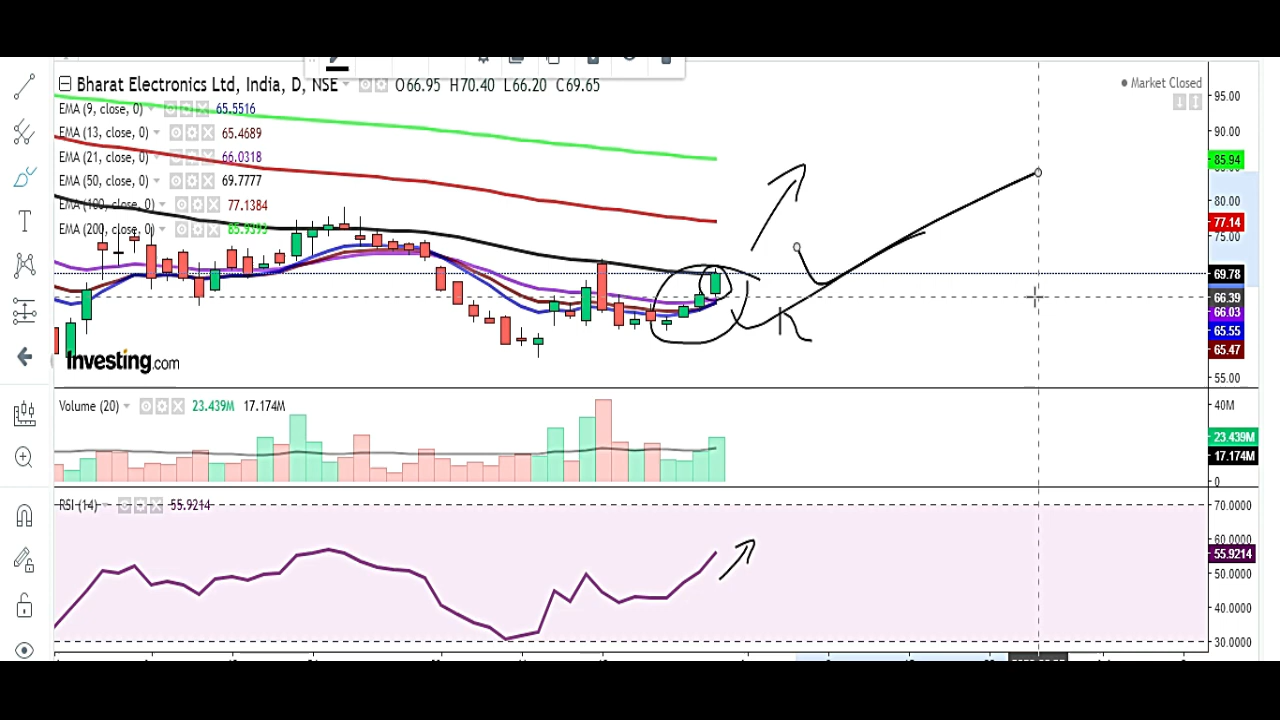 Bharat Electronics Ltd, India, D, NSE O66.95 H70.40 L66.20 C69.65
Market Closed
EMA (9, close, 0) 65.5516
EMA (13, close, 0) 65.4689
EMA (21, close, 0) 66.0318
EMA (50, close, 0) 69.7777
EMA (100, close, 0) 77.1384
EMA (200, close, 0) 85.9393
95.00
90.00
85.94
80.00
77.14
75.00
69.78
66.39
66.03
65.55
65.47
55.00
Investing.com
Volume (20) 23.439M 17.174M
40M
23.439M
17.174M
0
RSI (14) 55.9214
70.0000
60.0000
55.9214
50.0000
40.0000
30.0000